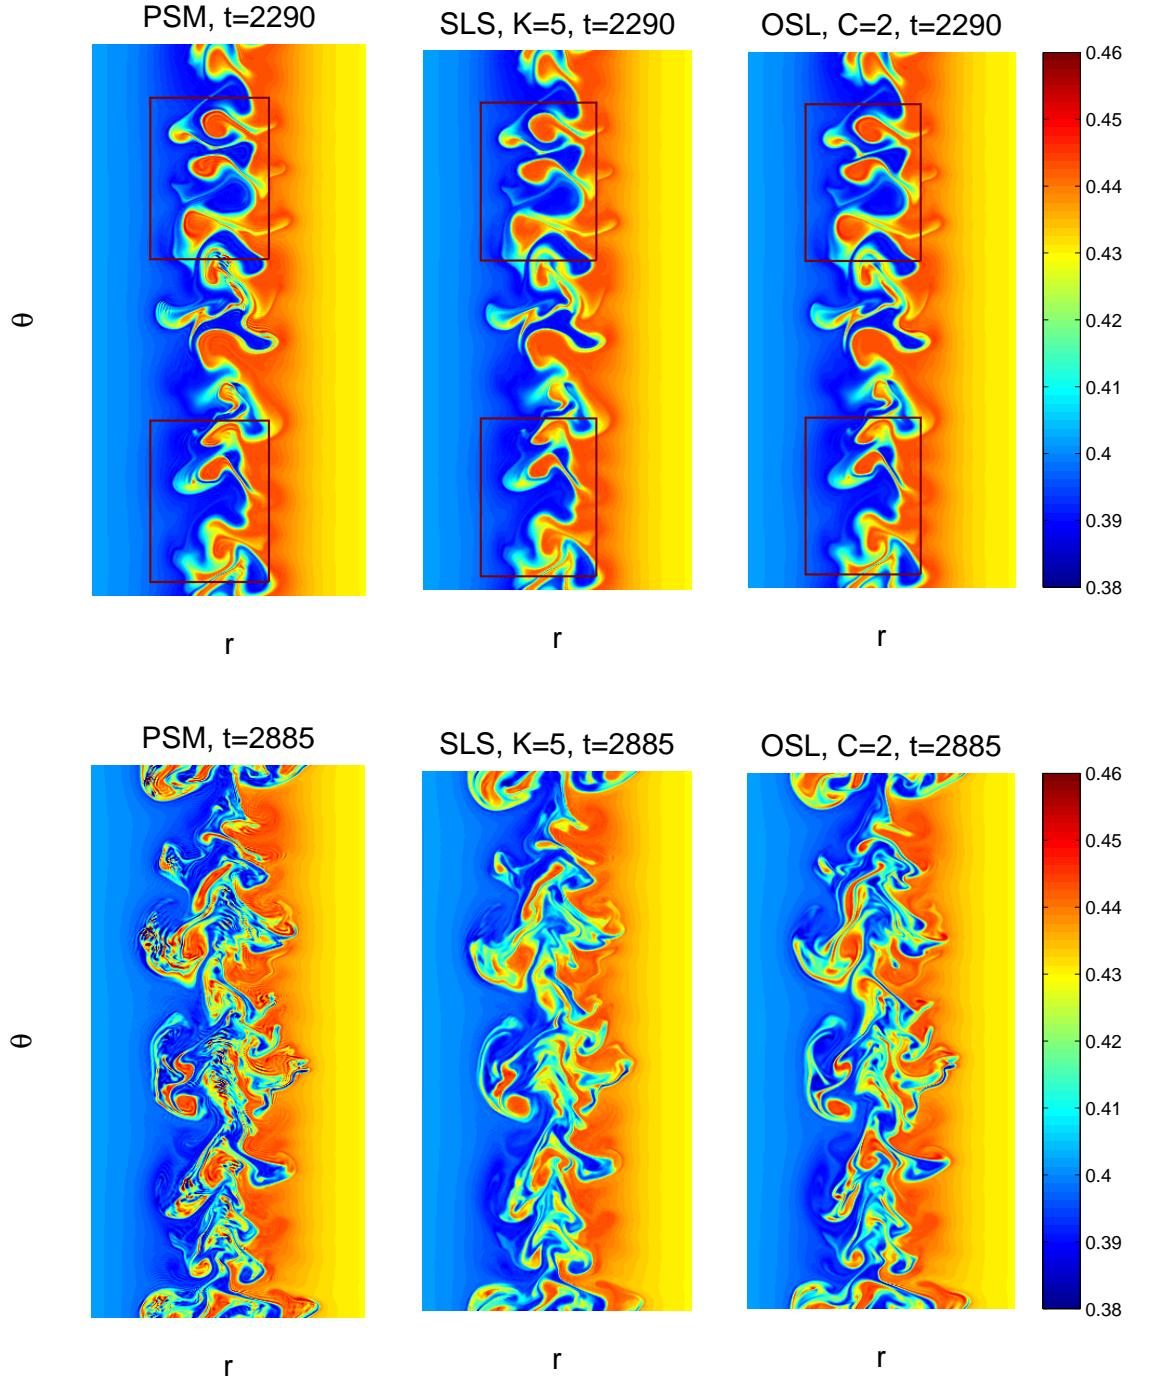 PSM, t=2290
SLS, K=5, t=2290
OSL, C=2, t=2290
0.46
0.45
0.44
0.43
0.42
0.41
0.4
0.39
0.38
θ
r
r
r
PSM, t=2885
SLS, K=5, t=2885
OSL, C=2, t=2885
0.46
0.45
0.44
0.43
0.42
0.41
0.4
0.39
0.38
θ
r
r
r